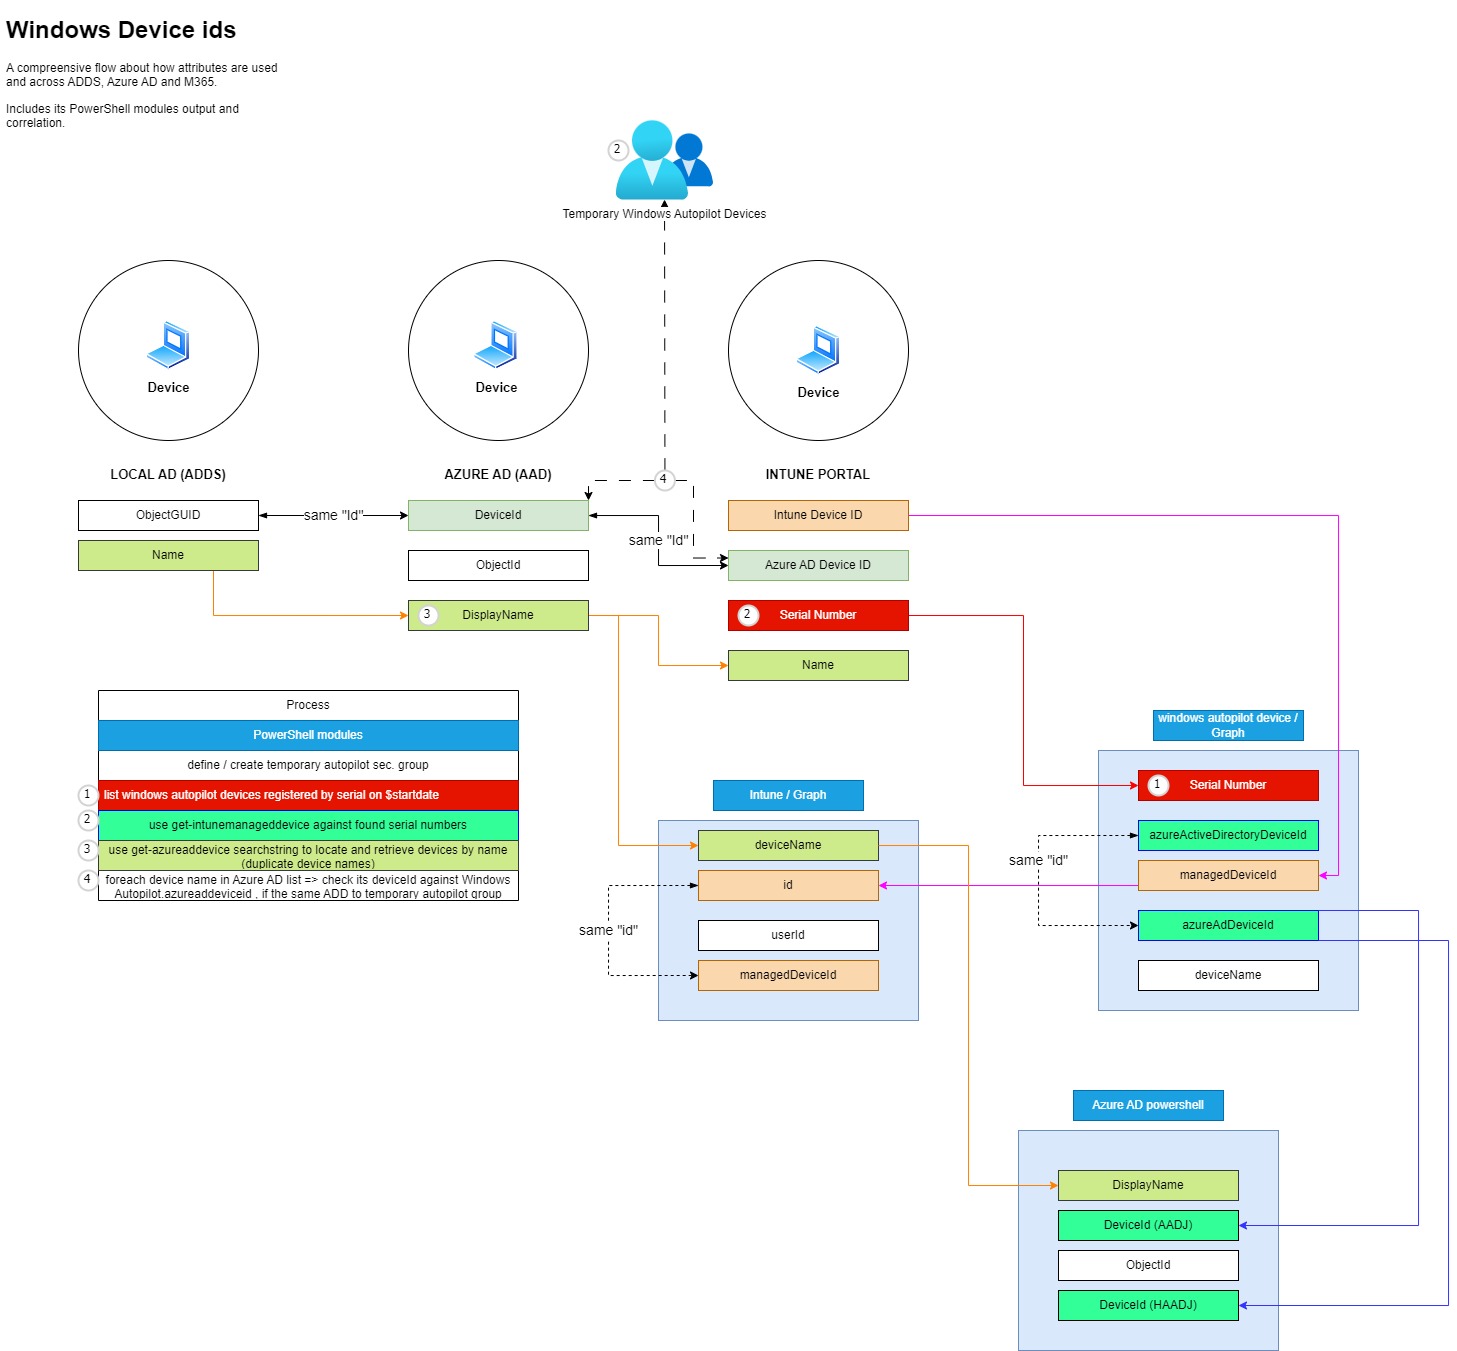 Windows Device ids
A compreensive flow about how attributes are used
and across ADDS, Azure AD and M365.
Includes its PowerShell modules output and
correlation.
2
Temporary Windows Autopilot Devices
Device
Device
Device
LOCAL AD (ADDS)
AZURE AD (AAD)
INTUNE PORTAL
4
ObjectGUID
same "Id"
DeviceId
Intune Device ID
same "Id"
Name
ObjectId
Azure AD Device ID
3
DisplayName
2
Serial Number
Name
Process
PowerShell modules
define / create temporary autopilot sec. group
1
list windows autopilot devices registered by serial on $startdate
2
use get-intunemanageddevice against found serial numbers
3
use get-azureaddevice searchstring to locate and retrieve devices by name
(duplicate device names)
4
foreach device name in Azure AD list => check its deviceId against Windows
Autopilot.azureaddeviceid , if the same ADD to temporary autopilot group
Intune / Graph
deviceName
id
same "id"
userId
managedDeviceId
windows autopilot device /
Graph
1
Serial Number
azureActiveDirectoryDeviceId
same "id"
managedDeviceId
azureAdDeviceId
deviceName
Azure AD powershell
DisplayName
DeviceId (AADJ)
ObjectId
DeviceId (HAADJ)